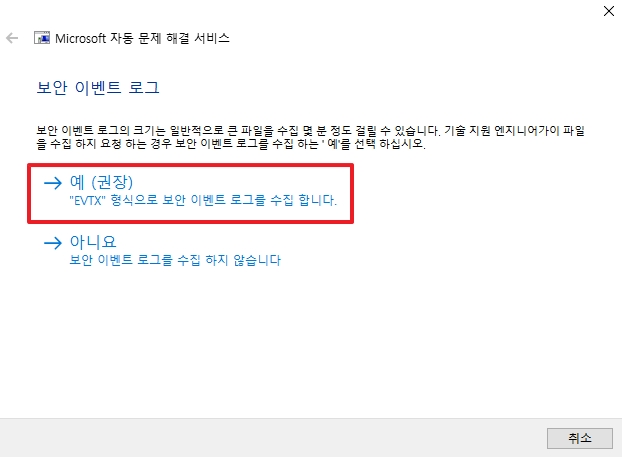 Microsoft 자동 문제 해결 서비스
보안 이벤트 로그
보안 이벤트 로그의 크기는 일반적으로 큰 파일을 수집 몇 분 정도 걸릴 수 있습니다. 기술 지원 엔지니어가이 파일
을 수집 하지 요청 하는 경우 보안 이벤트 로그를 수집 하는 ' 예'를 선택 하십시오.
예 (권장)
"EVTX" 형식으로 보안 이벤트 로그를 수집 합니다.
아니요
보안 이벤트 로그를 수집 하지 않습니다
취소